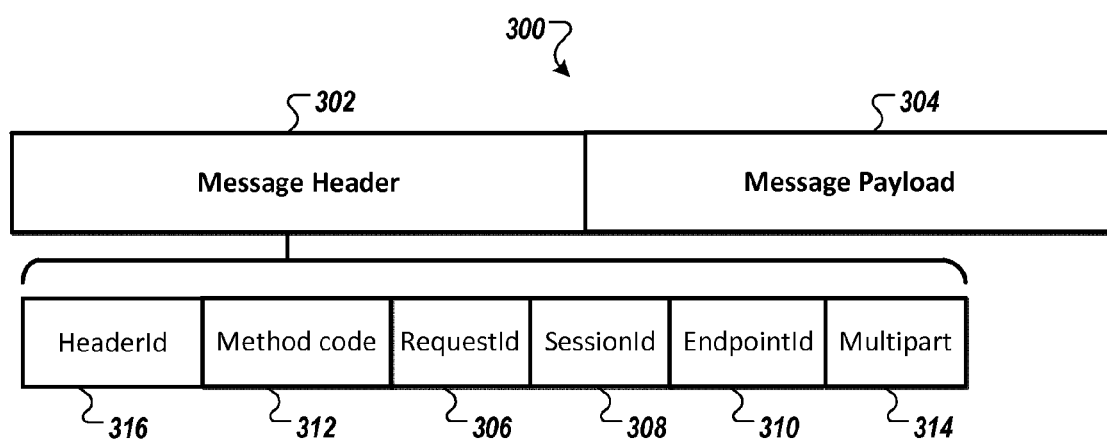 300
302 304
Message Header Message Payload
HeaderId Method code RequestId SessionId EndpointId Multipart
316 312 306 308 310 314